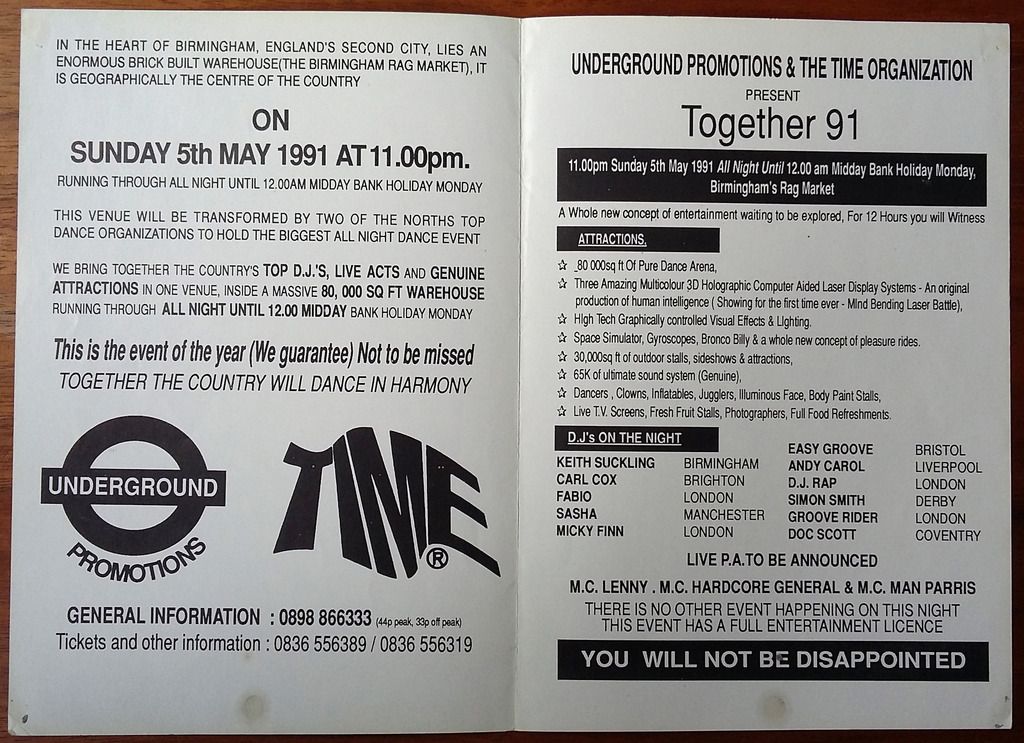 IN THE HEART OF BIRMINGHAM, ENGLAND'S SECOND CITY, LIES AN
ENORMOUS BRICK BUILT WAREHOUSE(THE BIRMINGHAM RAG MARKET), IT
IS GEOGRAPHICALLY THE CENTRE OF THE COUNTRY
ON
SUNDAY 5th MAY 1991 AT 11.00pm.
RUNNING THROUGH ALL NIGHT UNTIL 12.00AM MIDDAY BANK HOLIDAY MONDAY
THIS VENUE WILL BE TRANSFORMED BY TWO OF THE NORTHS TOP
DANCE ORGANIZATIONS TO HOLD THE BIGGEST ALL NIGHT DANCE EVENT
WE BRING TOGETHER THE COUNTRY'S TOP D.J.'S, LIVE ACTS AND GENUINE
ATTRACTIONS IN ONE VENUE, INSIDE A MASSIVE 80, 000 SQ FT WAREHOUSE
RUNNING THROUGH ALL NIGHT UNTIL 12.00 MIDDAY BANK HOLIDAY MONDAY
This is the event of the year (We guarantee) Not to be missed
TOGETHER THE COUNTRY WILL DANCE IN HARMONY
UNDERGROUND
PROMOTIONS
TIME ®
GENERAL INFORMATION : 0898 866333 (44p peak, 33p off peak)
Tickets and other information : 0836 556389 / 0836 556319
UNDERGROUND PROMOTIONS & THE TIME ORGANIZATION
PRESENT
Together 91
11.00pm Sunday 5th May 1991 All Night Until 12.00 am Midday Bank Holiday Monday,
Birmingham's Rag Market
A Whole new concept of entertainment waiting to be explored, For 12 Hours you will Witness
ATTRACTIONS.
☆ 80 000sq ft Of Pure Dance Arena,
☆ Three Amazing Multicolour 3D Holographic Computer Aided Laser Display Systems - An original
production of human intelligence ( Showing for the first time ever - MInd Bending Laser Battle),
☆ HIgh Tech Graphically controlled Visual Effects & LIghting.
☆ Space Simulator, Gyroscopes, Bronco Billy & a whole new concept of pleasure rides.
☆ 30,000sq ft of outdoor stalls, sideshows & attractions,
☆ 65K of ultimate sound system (Genuine),
☆ Dancers , Clowns, Inflatables, Jugglers, Illuminous Face, Body Paint Stalls,
☆ Live T.V. Screens, Fresh Fruit Stalls, Photographers, Full Food Refreshments.
D.J's ON THE NIGHT
KEITH SUCKLING BIRMINGHAM
CARL COX BRIGHTON
FABIO LONDON
SASHA MANCHESTER
MICKY FINN LONDON
EASY GROOVE BRISTOL
ANDY CAROL LIVERPOOL
D.J. RAP LONDON
SIMON SMITH DERBY
GROOVE RIDER LONDON
DOC SCOTT COVENTRY
LIVE P.A.TO BE ANNOUNCED
M.C. LENNY . M.C. HARDCORE GENERAL & M.C. MAN PARRIS
THERE IS NO OTHER EVENT HAPPENING ON THIS NIGHT
THIS EVENT HAS A FULL ENTERTAINMENT LICENCE
YOU WILL NOT BE DISAPPOINTED